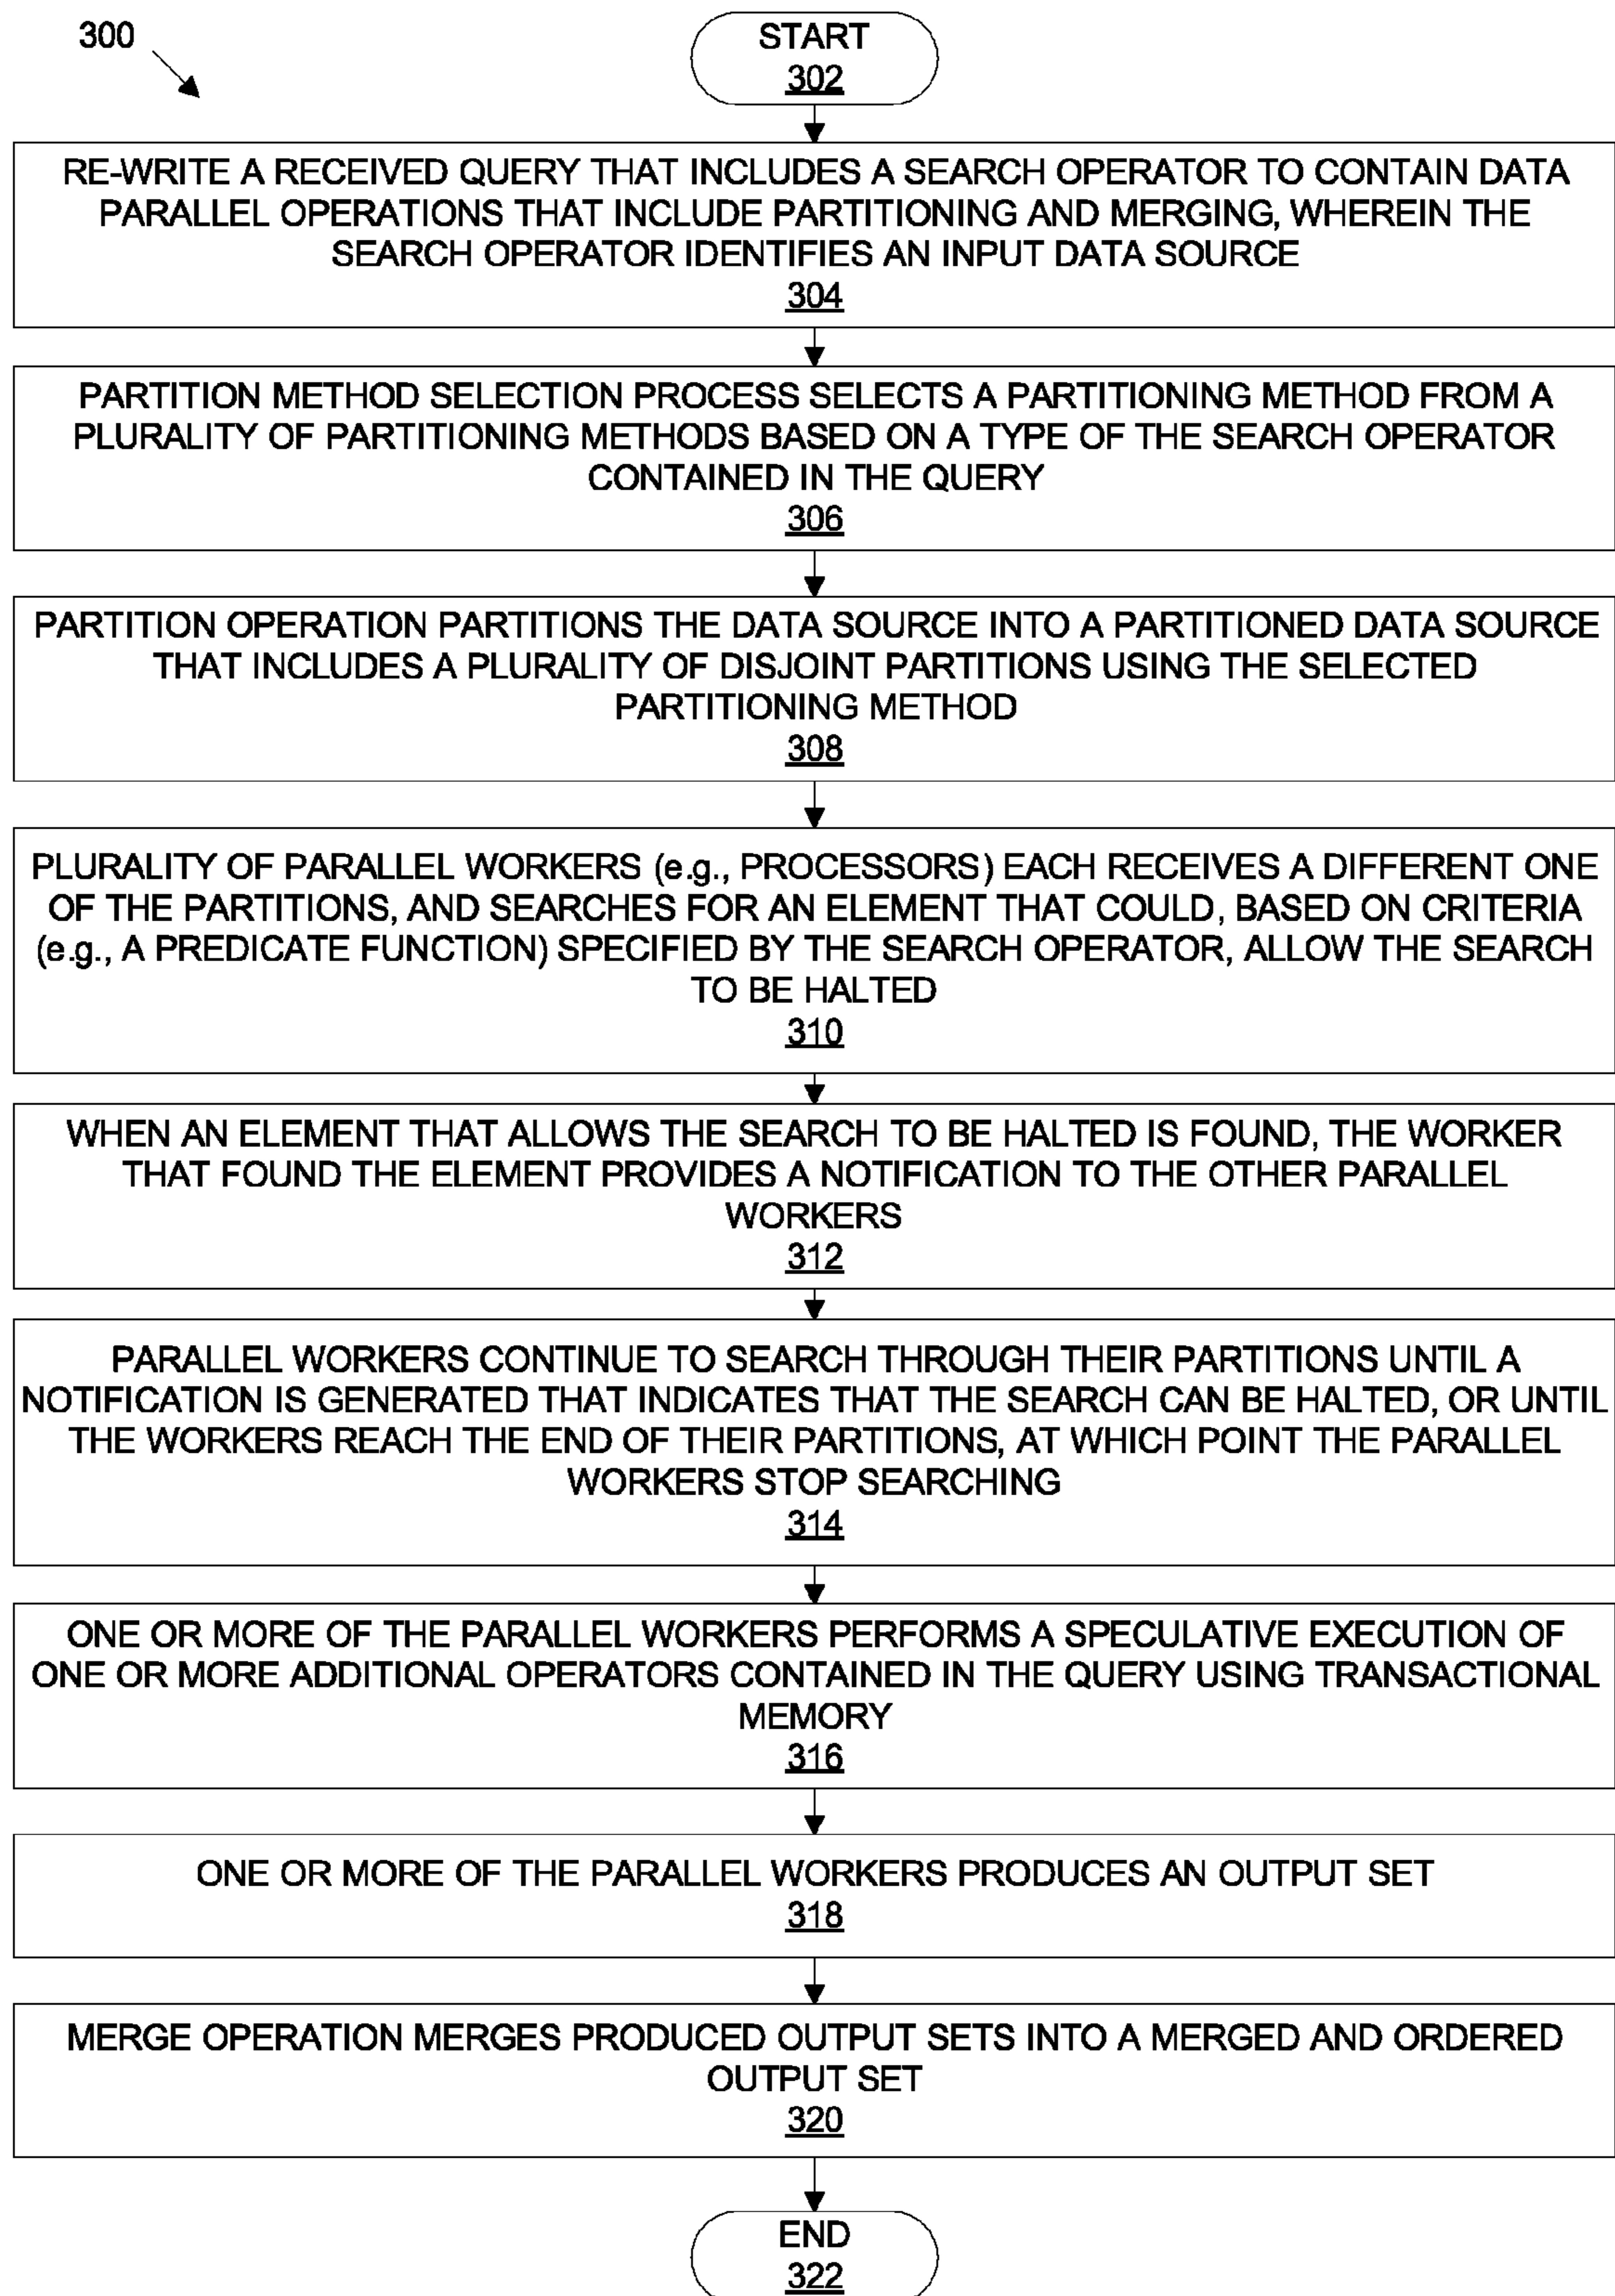 300
START
302
RE-WRITE A RECEIVED QUERY THAT INCLUDES A SEARCH OPERATOR TO CONTAIN DATA
PARALLEL OPERATIONS THAT INCLUDE PARTITIONING AND MERGING, WHEREIN THE
SEARCH OPERATOR IDENTIFIES AN INPUT DATA SOURCE
304
PARTITION METHOD SELECTION PROCESS SELECTS A PARTITIONING METHOD FROM A
PLURALITY OF PARTITIONING METHODS BASED ON A TYPE OF THE SEARCH OPERATOR
CONTAINED IN THE QUERY
306
PARTITION OPERATION PARTITIONS THE DATA SOURCE INTO A PARTITIONED DATA SOURCE
THAT INCLUDES A PLURALITY OF DISJOINT PARTITIONS USING THE SELECTED
PARTITIONING METHOD
308
PLURALITY OF PARALLEL WORKERS (e.g., PROCESSORS) EACH RECEIVES A DIFFERENT ONE
OF THE PARTITIONS, AND SEARCHES FOR AN ELEMENT THAT COULD, BASED ON CRITERIA
(e.g., A PREDICATE FUNCTION) SPECIFIED BY THE SEARCH OPERATOR, ALLOW THE SEARCH
TO BE HALTED
310
WHEN AN ELEMENT THAT ALLOWS THE SEARCH TO BE HALTED IS FOUND, THE WORKER
THAT FOUND THE ELEMENT PROVIDES A NOTIFICATION TO THE OTHER PARALLEL
WORKERS
312
PARALLEL WORKERS CONTINUE TO SEARCH THROUGH THEIR PARTITIONS UNTIL A
NOTIFICATION IS GENERATED THAT INDICATES THAT THE SEARCH CAN BE HALTED, OR UNTIL
THE WORKERS REACH THE END OF THEIR PARTITIONS, AT WHICH POINT THE PARALLEL
WORKERS STOP SEARCHING
314
ONE OR MORE OF THE PARALLEL WORKERS PERFORMS A SPECULATIVE EXECUTION OF
ONE OR MORE ADDITIONAL OPERATORS CONTAINED IN THE QUERY USING TRANSACTIONAL
MEMORY
316
ONE OR MORE OF THE PARALLEL WORKERS PRODUCES AN OUTPUT SET
318
MERGE OPERATION MERGES PRODUCED OUTPUT SETS INTO A MERGED AND ORDERED
OUTPUT SET
320
END
322